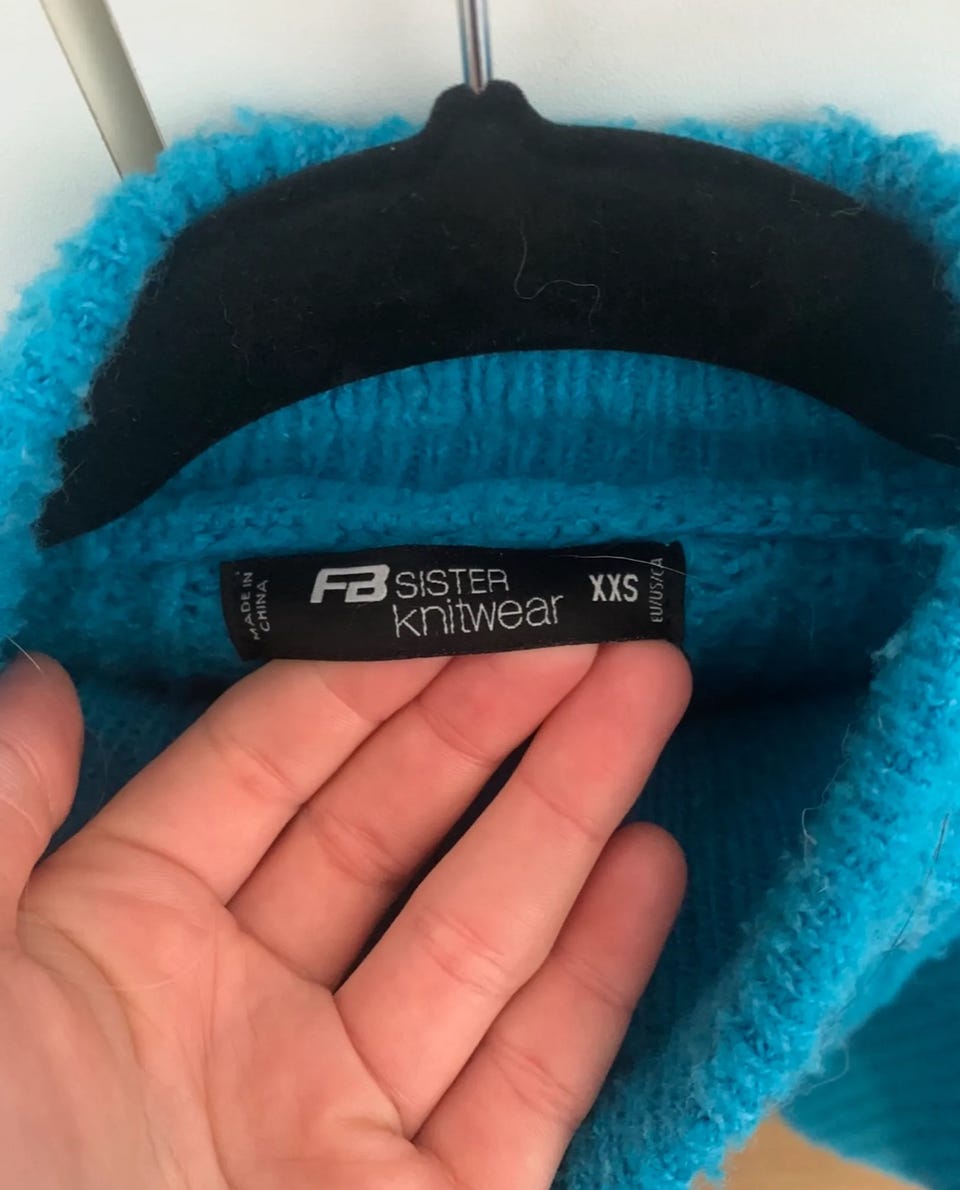 MADE IN
CHINA
FB SISTER
knitwear
XXS
EU/US/CA